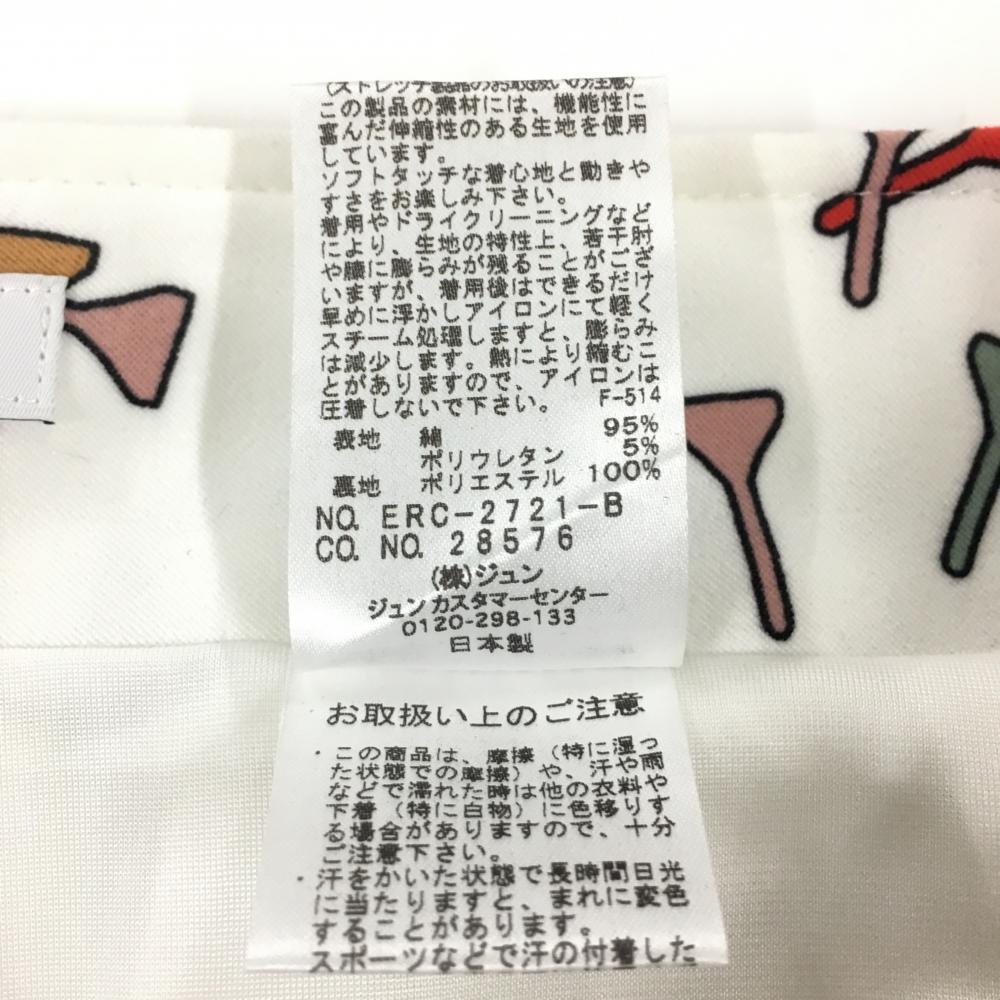 (ストレッチ製品のお取扱いの注意)
この製品の素材には、機能性に
富んだ伸縮性のある生地を使用
しています。
ソフトタッチな着心地と動きや
すさをお楽しみ下さい。
着用やドライクリーニングなど
により、生地の特性上、若干肘
や膝に膨らみが残ることがござ
いますが、着用後はできるだけ
早めに浮かしアイロンにて軽く
スチーム処理しますと、膨らみ
は減少します。熱により縮むこ
とがありますので、アイロンは
圧着しないで下さい。 F-514
表地 綿 95%
ポリウレタン 5%
裏地 ポリエステル 100%
NO. ERC-2721-B
CO. NO. 28576
(株)ジュン
ジュン カスタマーセンター
0120-298-133
日本製
お取扱い上のご注意
・この商品は、摩擦（特に湿っ
た状態での摩擦）や、汗や雨
などで濡れた時は他の衣料や
下着（特に白物）に色移りす
る場合がありますので、十分
ご注意下さい。
・汗をかいた状態で長時間日光
に当たりますと、まれに変色
することがあります。
スポーツなどで汗の付着した